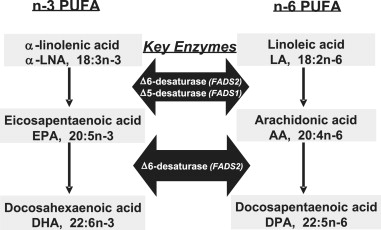 n-3 PUFA
n-6 PUFA
α-linolenic acid
α-LNA, 18:3n-3
Key Enzymes
Linoleic acid
LA, 18:2n-6
Δ6-desaturase (FADS2)
Δ5-desaturase (FADS1)
Eicosapentaenoic acid
EPA, 20:5n-3
Arachidonic acid
AA, 20:4n-6
Δ6-desaturase (FADS2)
Docosahexaenoic acid
DHA, 22:6n-3
Docosapentaenoic acid
DPA, 22:5n-6